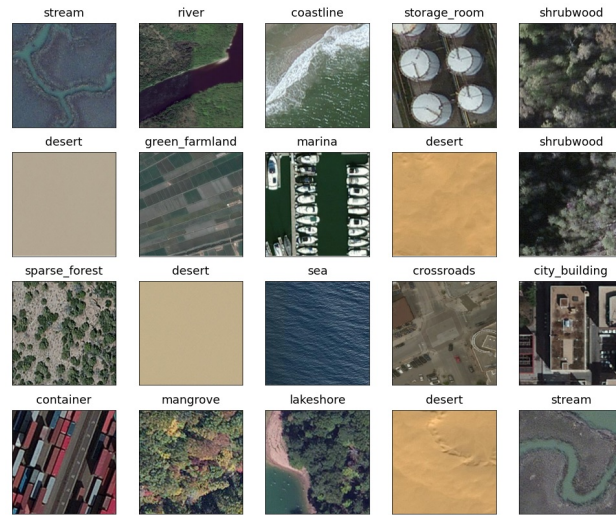 stream river coastline storage_room shrubwood
desert green_farmland marina desert shrubwood
sparse_forest desert sea crossroads city_building
container mangrove lakeshore desert stream